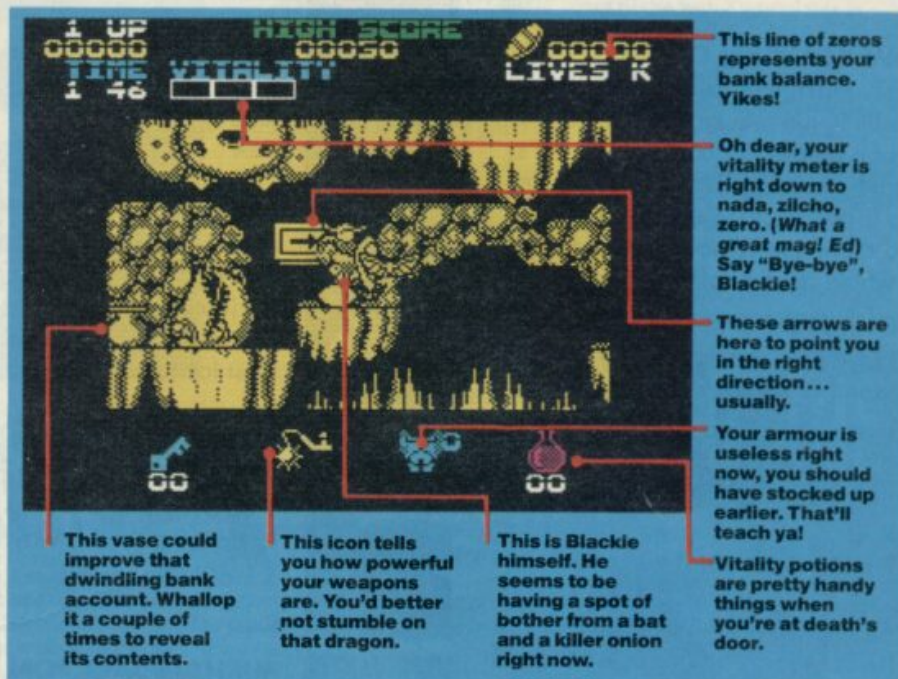 1 UP HIGH SCORE
00000 00050 00000
TIME VITALITY LIVES K
1 46
This line of zeros
represents your
bank balance.
Yikes!
Oh dear, your
vitality meter is
right down to
nada, zilcho,
zero. (What a
great mag! Ed)
Say "Bye-bye",
Blackie!
These arrows are
here to point you
in the right
direction...
usually.
Your armour is
useless right
now, you should
have stocked up
earlier. That'll
teach ya!
Vitality potions
are pretty handy
things when
you're at death's
door.
00 00
This vase could
improve that
dwindling bank
account. Whallop
it a couple of
times to reveal
its contents.
This icon tells
you how powerful
your weapons
are. You'd better
not stumble on
that dragon.
This is Blackie
himself. He
seems to be
having a spot of
bother from a bat
and a killer onion
right now.